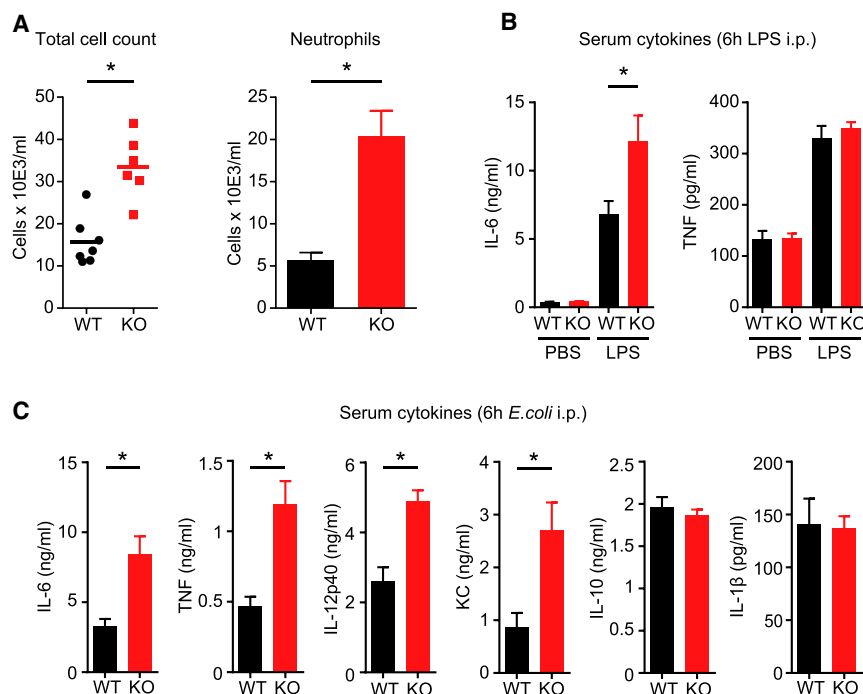 A
Total cell count
*
Cells x 10E3/ml
50
40
30
20
10
0
WT
KO
Neutrophils
*
Cells x 10E3/ml
25
20
15
10
5
0
WT
KO
B
Serum cytokines (6h LPS i.p.)
*
IL-6 (ng/ml)
15
10
5
0
WT KO WT KO
PBS LPS
TNF (pg/ml)
400
300
200
100
0
WT KO WT KO
PBS LPS
C
Serum cytokines (6h E.coli i.p.)
*
IL-6 (ng/ml)
15
10
5
0
WT KO
*
TNF (ng/ml)
1.5
1
0.5
0
WT KO
*
IL-12p40 (ng/ml)
6
4
2
0
WT KO
*
KC (ng/ml)
4
3
2
1
0
WT KO
IL-10 (ng/ml)
2.5
2
1.5
1
0.5
0
WT KO
IL-1β (pg/ml)
200
150
100
50
0
WT KO